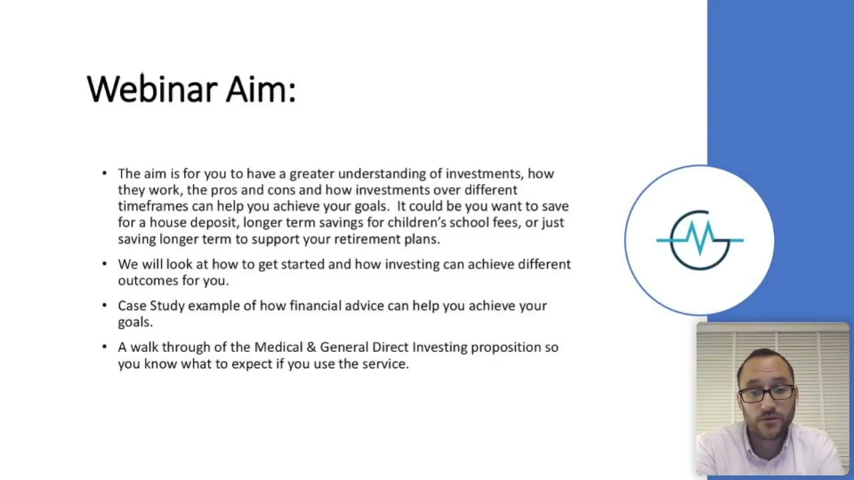 Webinar Aim:
• The aim is for you to have a greater understanding of investments, how
they work, the pros and cons and how investments over different
timeframes can help you achieve your goals.  It could be you want to save
for a house deposit, longer term savings for children's school fees, or just
saving longer term to support your retirement plans.
• We will look at how to get started and how investing can achieve different
outcomes for you.
• Case Study example of how financial advice can help you achieve your
goals.
• A walk through of the Medical & General Direct Investing proposition so
you know what to expect if you use the service.